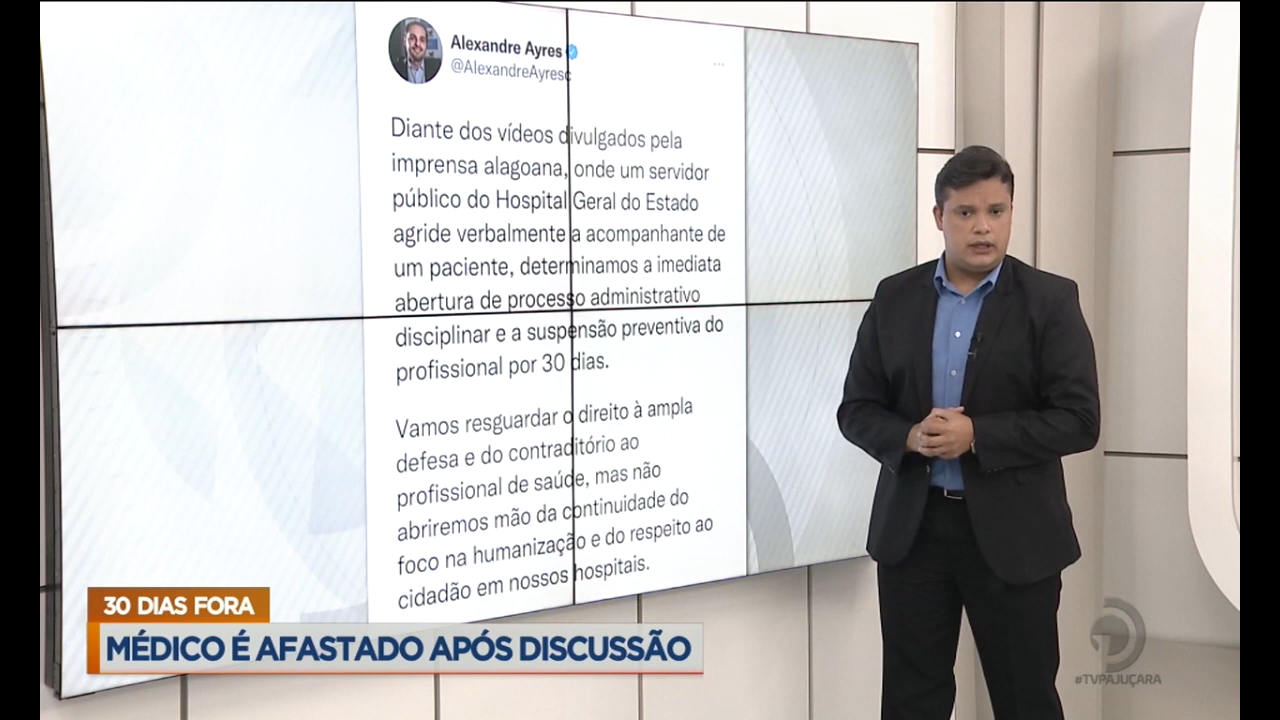 Alexandre Ayres
@AlexandreAyresc
Diante dos vídeos divulgados pela
imprensa alagoana, onde um servidor
público do Hospital Geral do Estado
agride verbalmente a acompanhante de
um paciente, determinamos a imediata
abertura de processo administrativo
disciplinar e a suspensão preventiva do
profissional por 30 dias.
Vamos resguardar o direito à ampla
defesa e do contraditório ao
profissional de saúde, mas não
abriremos mão da continuidade do
foco na humanização e do respeito ao
cidadão em nossos hospitais.
30 DIAS FORA
MÉDICO É AFASTADO APÓS DISCUSSÃO
#TVPAJUÇARA